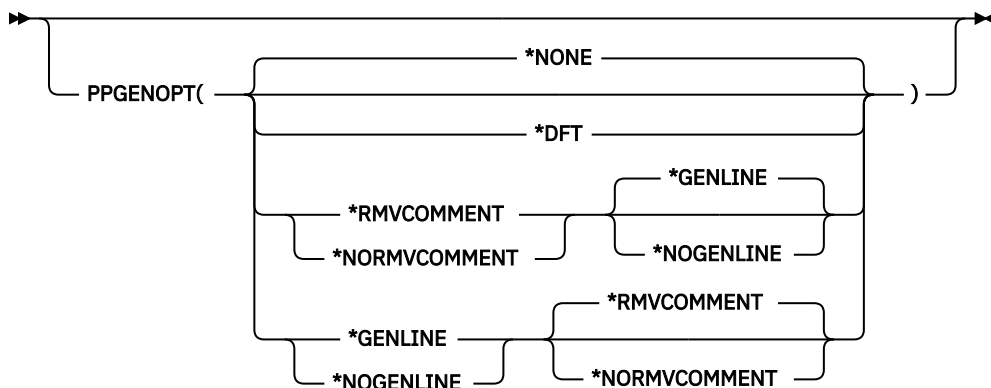 *NONE
PPGENOPT( )
*DFT
*GENLINE
*RMVCOMMENT
*NORMVCOMMENT
*NOGENLINE
*RMVCOMMENT
*GENLINE
*NOGENLINE
*NORMVCOMMENT